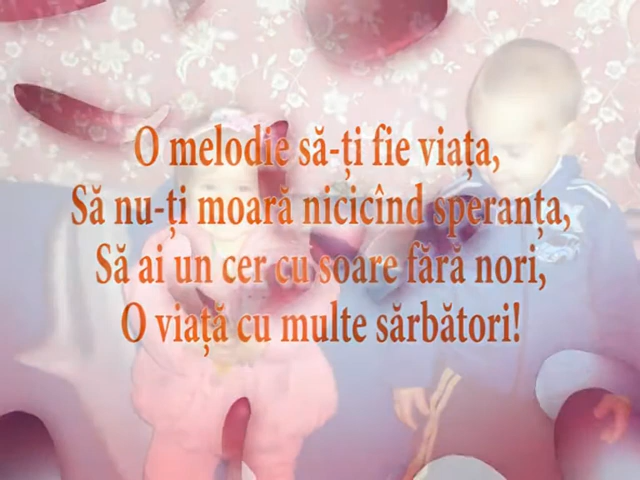 O melodie să-ți fie viața,
Să nu-ți moară nicicînd speranța,
Să ai un cer cu soare fără nori,
O viață cu multe sărbători!